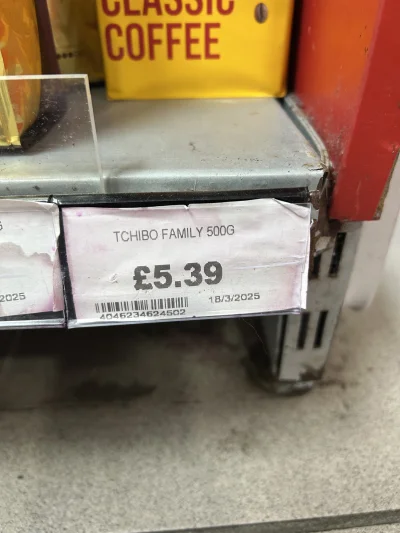 CLASSIC
COFFEE
TCHIBO FAMILY 500G
£5.39
18/3/2025
4046234624502
2025